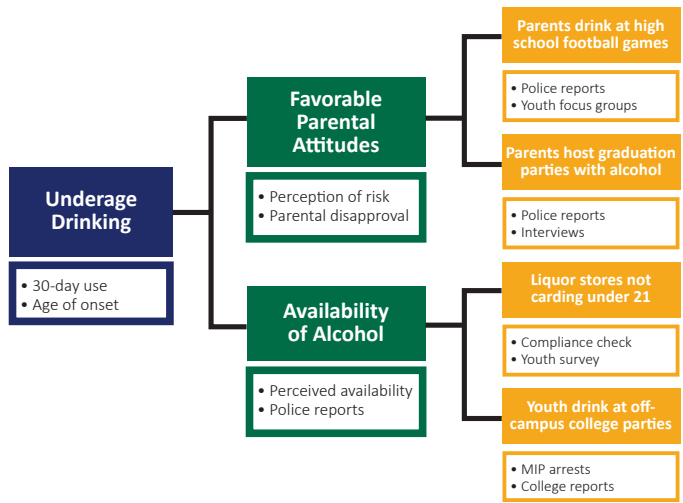 Underage
Drinking
• 30-day use
• Age of onset
Favorable
Parental
Attitudes
• Perception of risk
• Parental disapproval
Availability
of Alcohol
• Perceived availability
• Police reports
Parents drink at high
school football games
• Police reports
• Youth focus groups
Parents host graduation
parties with alcohol
• Police reports
• Interviews
Liquor stores not
carding under 21
• Compliance check
• Youth survey
Youth drink at off-
campus college parties
• MIP arrests
• College reports